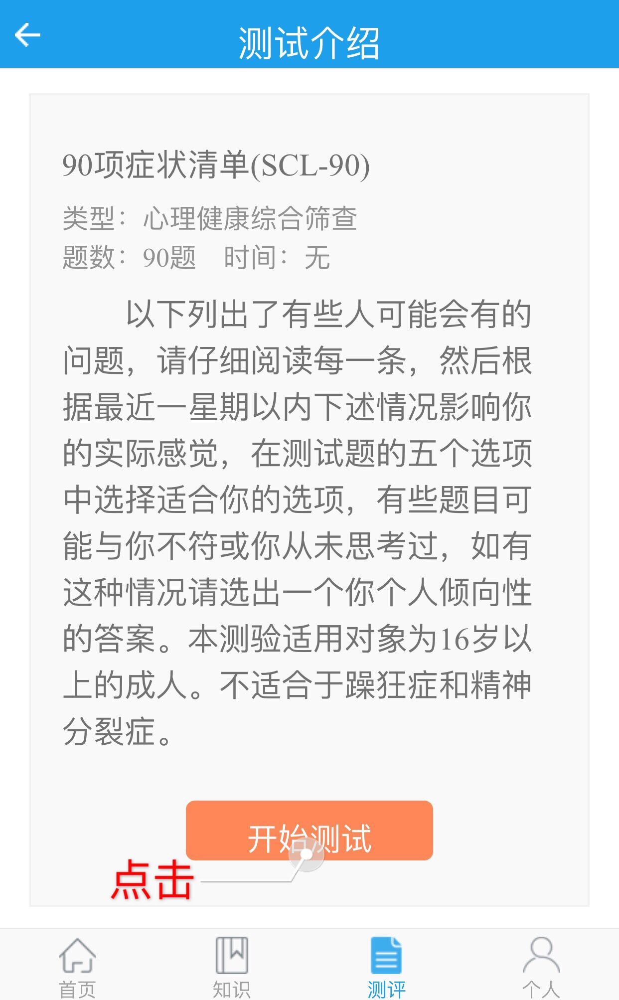 测试介绍
90项症状清单(SCL-90)
类型：心理健康综合筛查
题数：90题 时间：无
以下列出了有些人可能会有的
问题，请仔细阅读每一条，然后根
据最近一星期以内下述情况影响你
的实际感觉，在测试题的五个选项
中选择适合你的选项，有些题目可
能与你不符或你从未思考过，如有
这种情况请选出一个你个人倾向性
的答案。本测验适用对象为16岁以
上的成人。不适合于躁狂症和精神
分裂症。
开始测试
点击
首页 知识 测评 个人